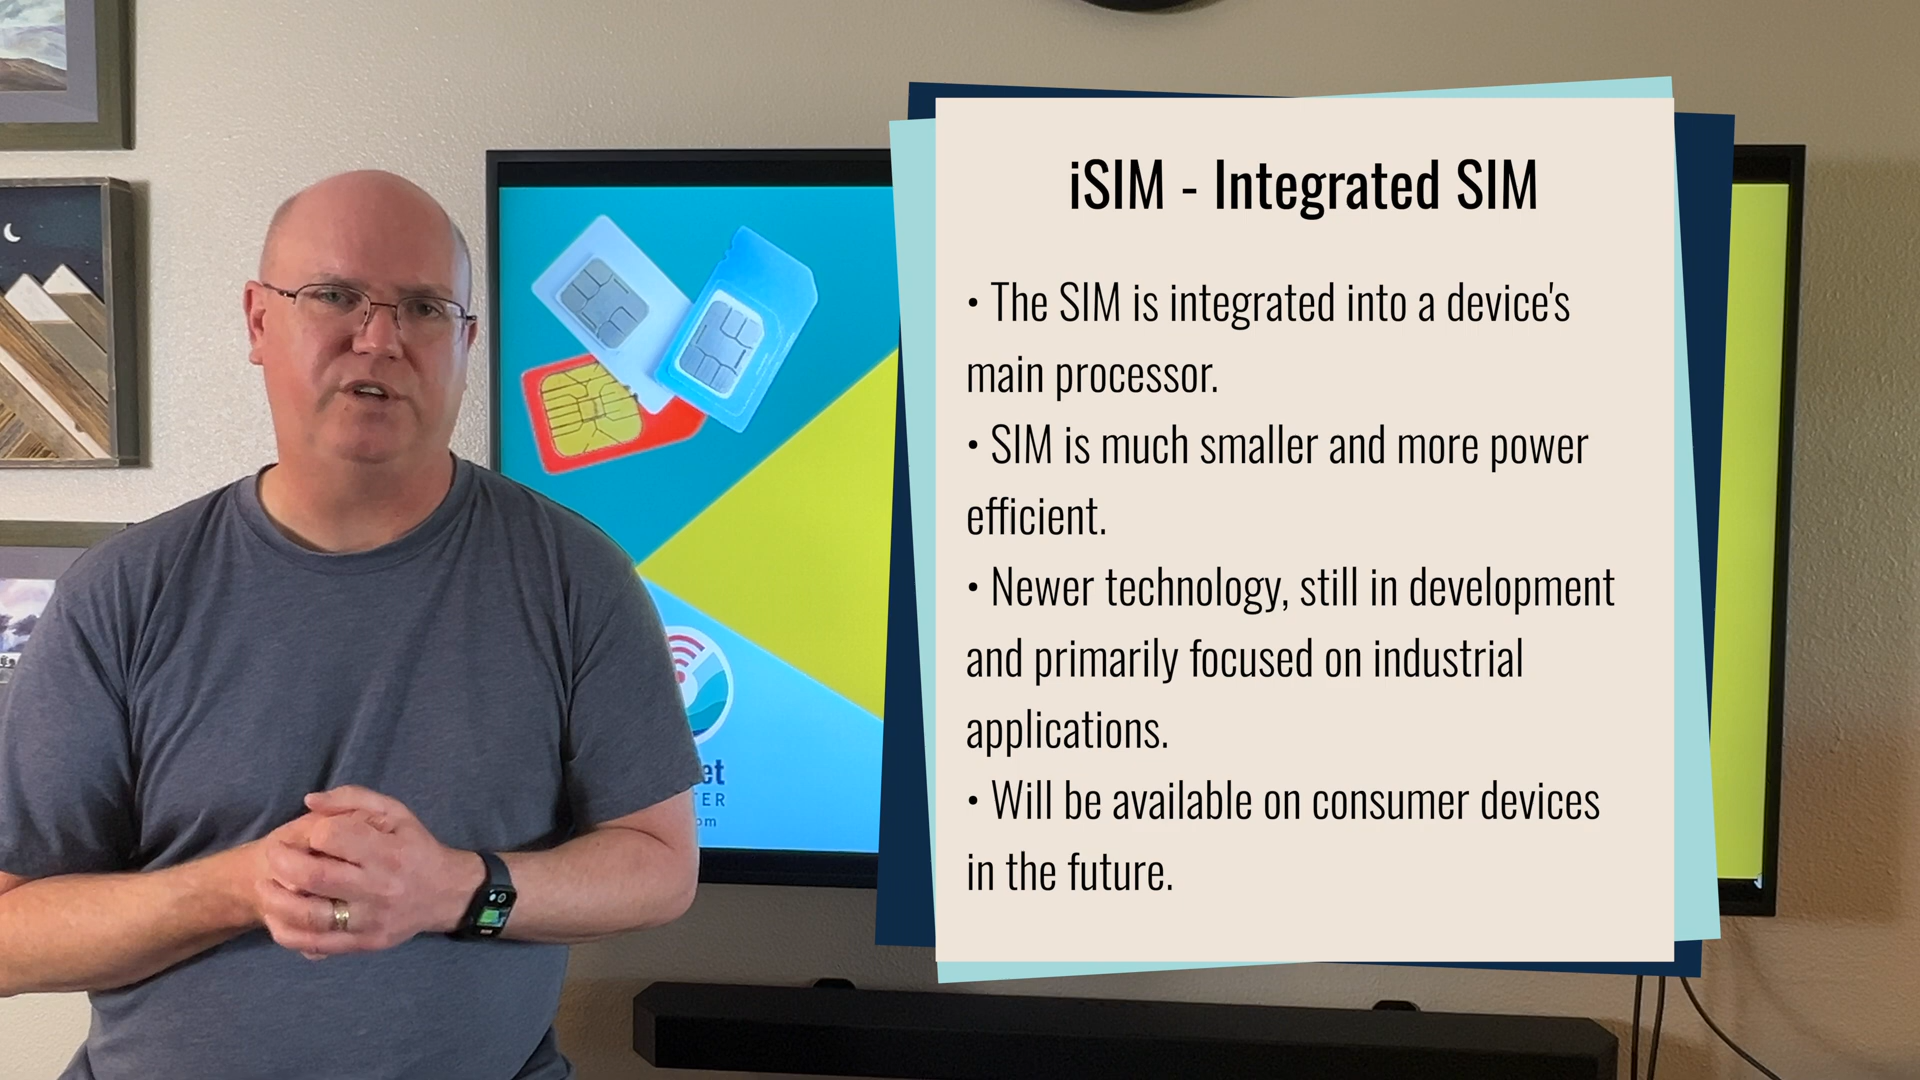 iSIM - Integrated SIM
• The SIM is integrated into a device's
main processor.
• SIM is much smaller and more power
efficient.
• Newer technology, still in development
and primarily focused on industrial
applications.
• Will be available on consumer devices
in the future.